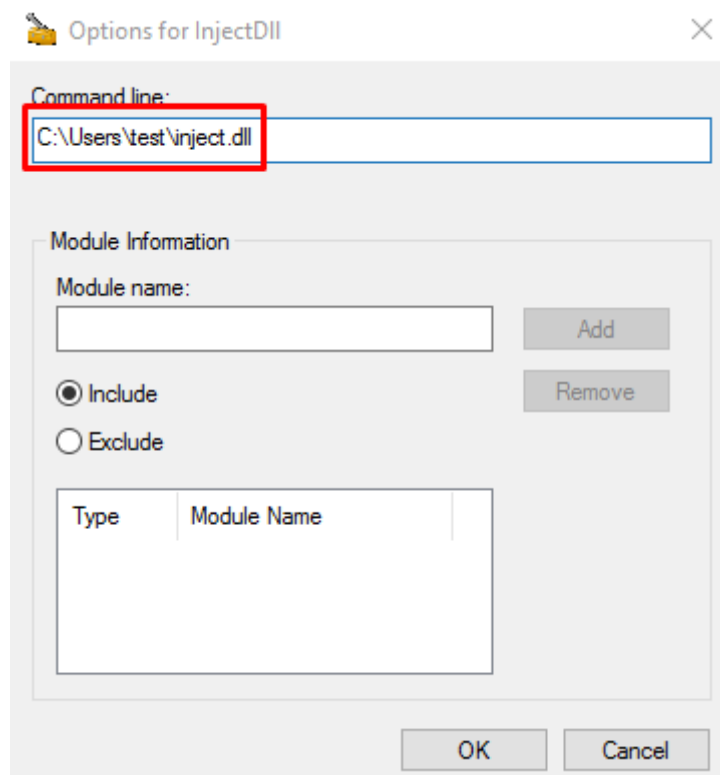 Options for InjectDll
Command line:
C:\Users\test\inject.dll
Module Information
Module name:
Add
Include
Remove
Exclude
Type Module Name
OK Cancel